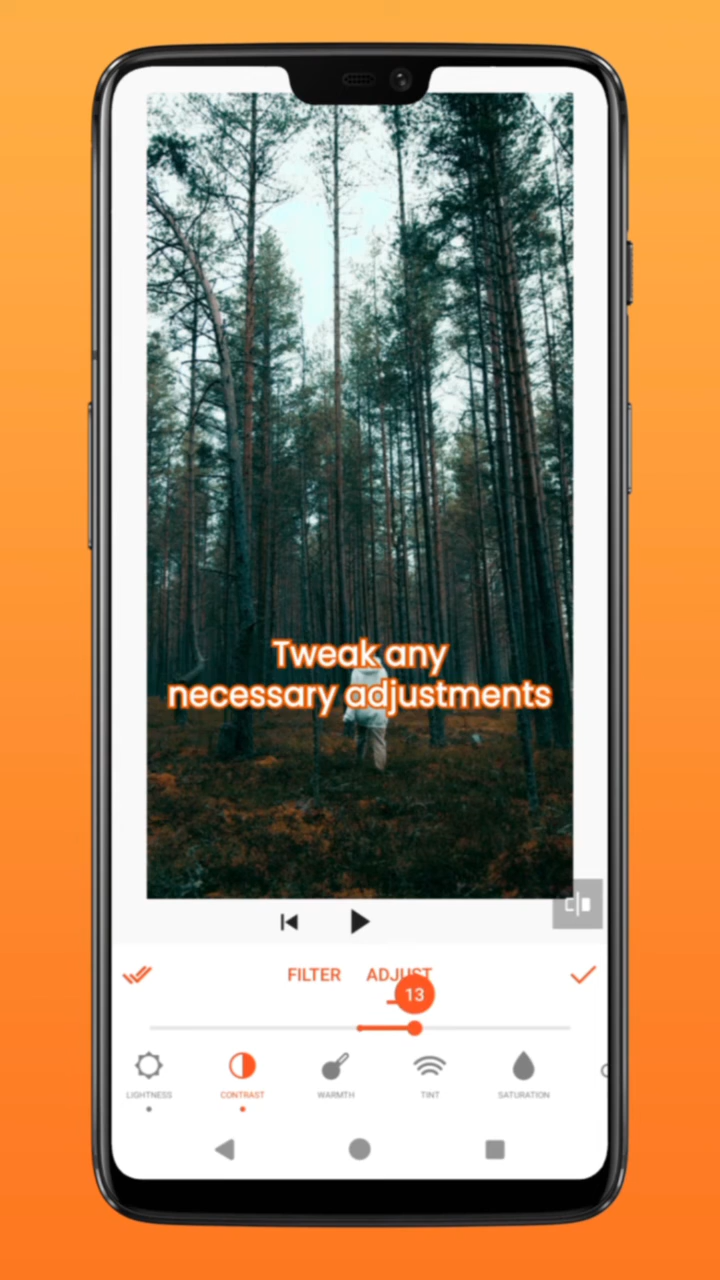 Tweak any
necessary adjustments
FILTER ADJUST
13
LIGHTNESS CONTRAST WARMTH TINT SATURATION